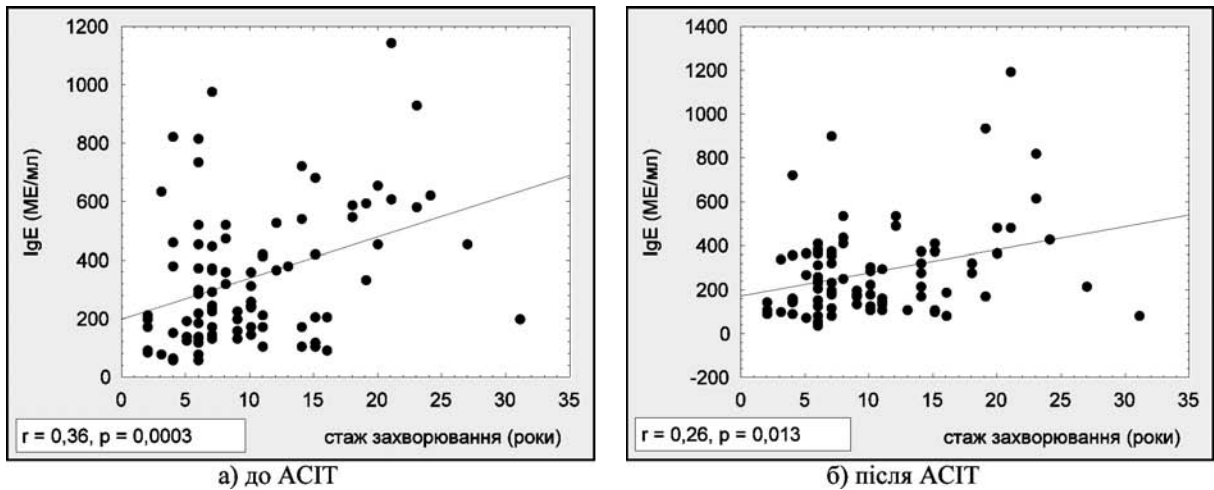 1200
1000
800
600
400
200
0
IgE (МЕ/мл)
0 5 10 15 20 25 30 35
r = 0,36, p = 0,0003
стаж захворювання (роки)
а) до АСІТ
1400
1200
1000
800
600
400
200
0
-200
IgE (МЕ/мл)
0 5 10 15 20 25 30 35
r = 0,26, p = 0,013
стаж захворювання (роки)
б) після АСІТ